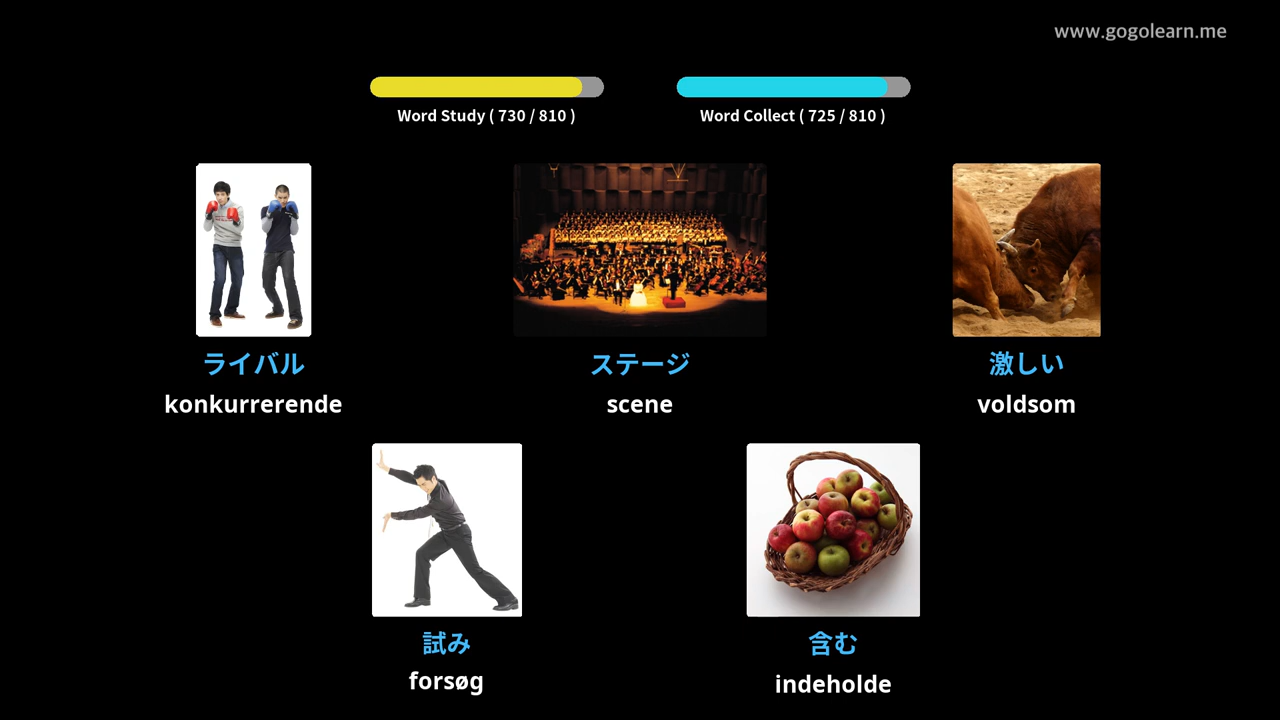 www.gogolearn.me
Word Study ( 730 / 810 )
Word Collect ( 725 / 810 )
ライバル
ステージ
激しい
konkurrerende
scene
voldsom
試み
含む
forsøg
indeholde